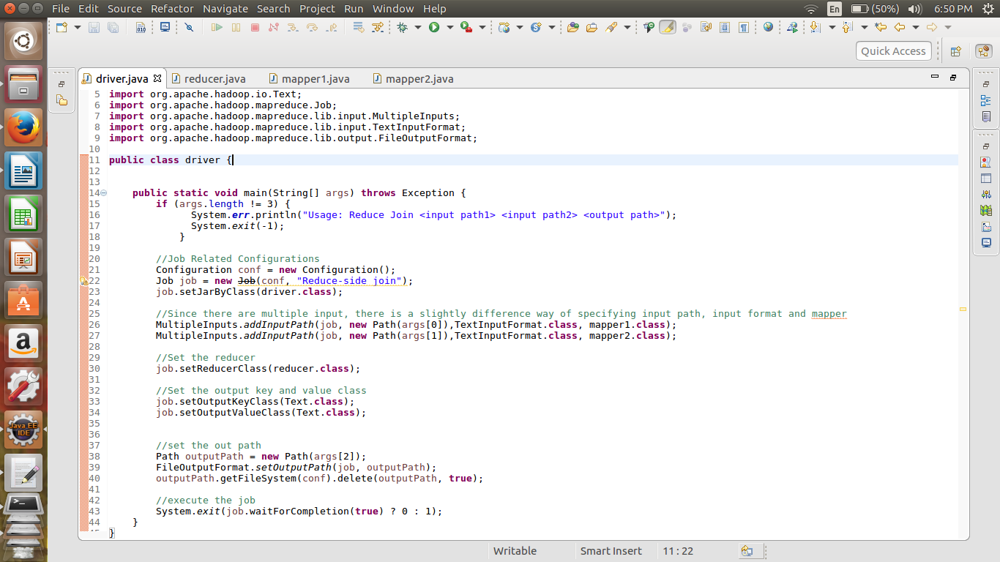 File Edit Source Refactor Navigate Search Project Run Window Help
En (50%) 6:50 PM
010
Quick Access
driver.java reducer.java mapper1.java mapper2.java
5 import org.apache.hadoop.io.Text;
6 import org.apache.hadoop.mapreduce.Job;
7 import org.apache.hadoop.mapreduce.lib.input.MultipleInputs;
8 import org.apache.hadoop.mapreduce.lib.input.TextInputFormat;
9 import org.apache.hadoop.mapreduce.lib.output.FileOutputFormat;
10
11 public class driver {
12
13
14 public static void main(String[] args) throws Exception {
15 if (args.length != 3) {
16 System.err.println("Usage: Reduce Join <input path1> <input path2> <output path>");
17 System.exit(-1);
18 }
19
20 //Job Related Configurations
21 Configuration conf = new Configuration();
22 Job job = new Job(conf, "Reduce-side join");
23 job.setJarByClass(driver.class);
24
25 //Since there are multiple input, there is a slightly difference way of specifying input path, input format and mapper
26 MultipleInputs.addInputPath(job, new Path(args[0]),TextInputFormat.class, mapper1.class);
27 MultipleInputs.addInputPath(job, new Path(args[1]),TextInputFormat.class, mapper2.class);
28
29 //Set the reducer
30 job.setReducerClass(reducer.class);
31
32 //Set the output key and value class
33 job.setOutputKeyClass(Text.class);
34 job.setOutputValueClass(Text.class);
35
36
37 //set the out path
38 Path outputPath = new Path(args[2]);
39 FileOutputFormat.setOutputPath(job, outputPath);
40 outputPath.getFileSystem(conf).delete(outputPath, true);
41
42 //execute the job
43 System.exit(job.waitForCompletion(true) ? 0 : 1);
44 }
45 }
Java EE
IDE
Writable Smart Insert 11 : 22